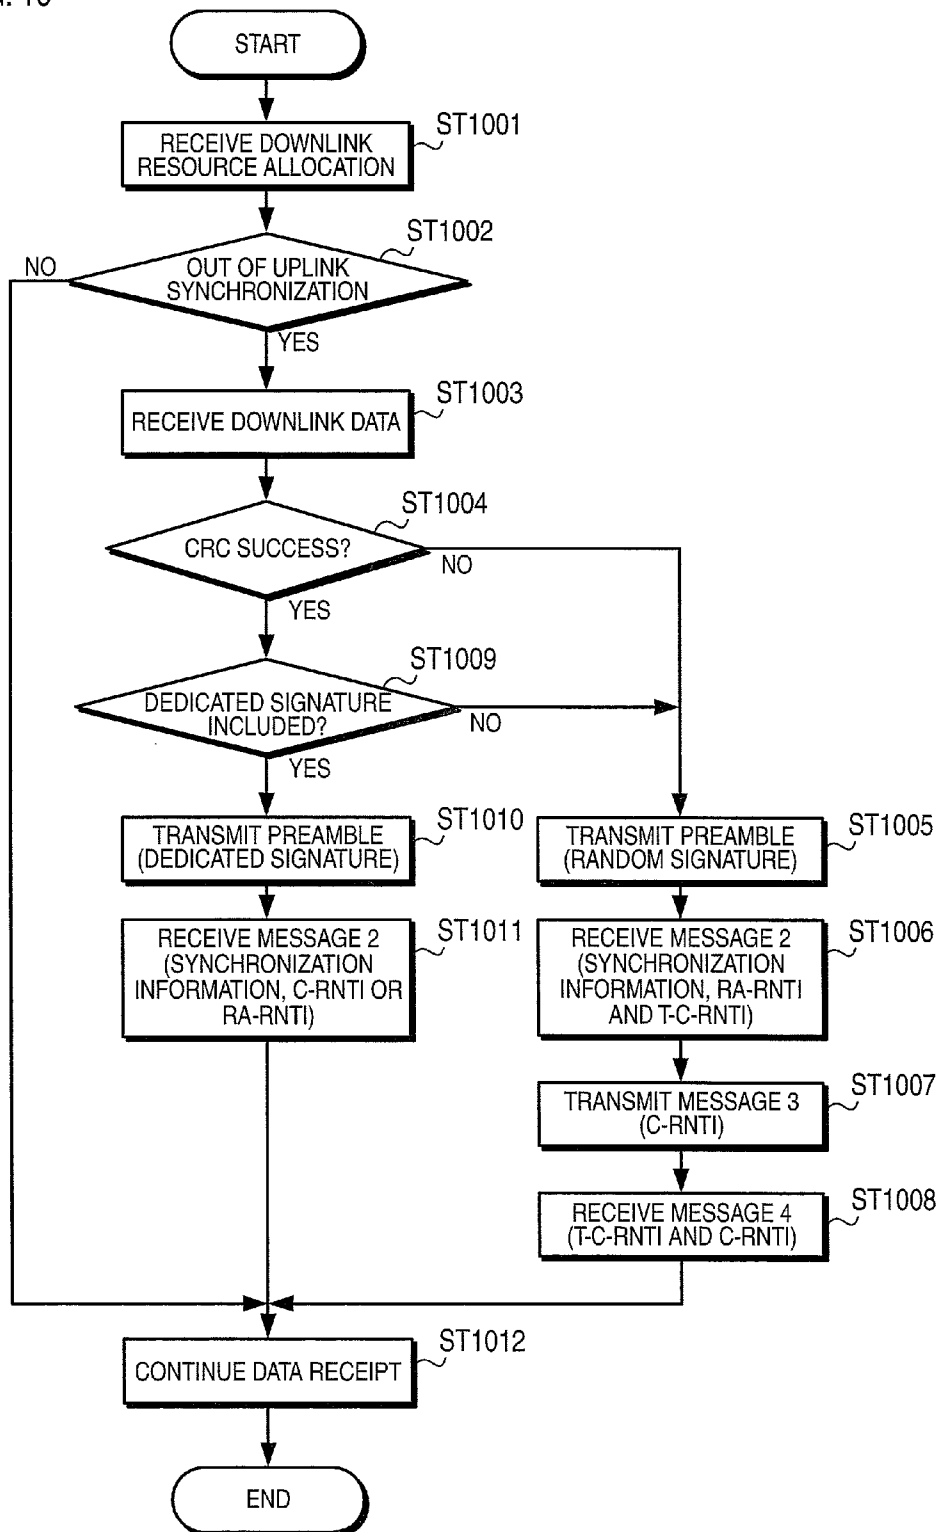 START
ST1001
RECEIVE DOWNLINK
RESOURCE ALLOCATION
ST1002
NO
OUT OF UPLINK
SYNCHRONIZATION
YES
ST1003
RECEIVE DOWNLINK DATA
ST1004
CRC SUCCESS?
NO
YES
ST1009
DEDICATED SIGNATURE
INCLUDED?
NO
YES
ST1010
TRANSMIT PREAMBLE
(DEDICATED SIGNATURE)
ST1005
TRANSMIT PREAMBLE
(RANDOM SIGNATURE)
ST1011
RECEIVE MESSAGE 2
(SYNCHRONIZATION
INFORMATION, C-RNTI OR
RA-RNTI)
ST1006
RECEIVE MESSAGE 2
(SYNCHRONIZATION
INFORMATION, RA-RNTI
AND T-C-RNTI)
ST1007
TRANSMIT MESSAGE 3
(C-RNTI)
ST1008
RECEIVE MESSAGE 4
(T-C-RNTI AND C-RNTI)
ST1012
CONTINUE DATA RECEIPT
END